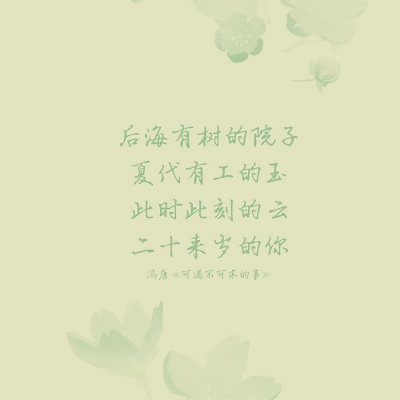 后海有树的院子
夏代有工的玉
此时此刻的云
二十来岁的你
冯唐《可遇不可求的事》